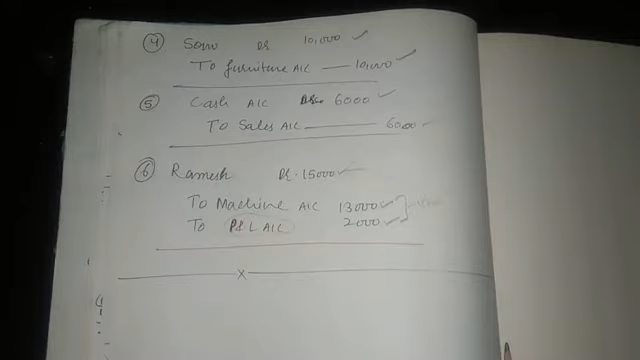 4 Sonu Dr 10,000
To furniture A/C — 10,000
5 Cash A/C Dr 6000
To Sales A/C — 6000
6 Ramesh Dr. 15000
To Machine A/C 13000
To P&L A/C 2000
x